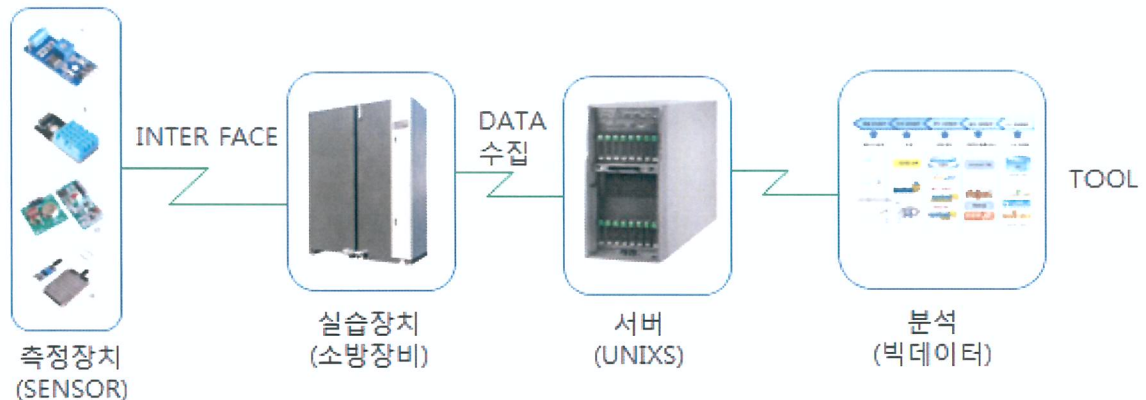 INTER FACE
DATA
수집
TOOL
측정장치
(SENSOR)
실습장치
(소방장비)
서버
(UNIXS)
분석
(빅데이터)